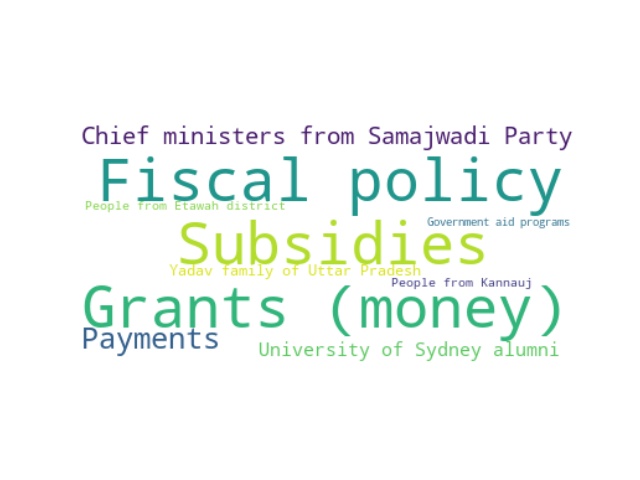 Chief ministers from Samajwadi Party
Fiscal policy
People from Etawah district
Government aid programs
Subsidies
Yadav family of Uttar Pradesh
People from Kannauj
Grants (money)
Payments
University of Sydney alumni